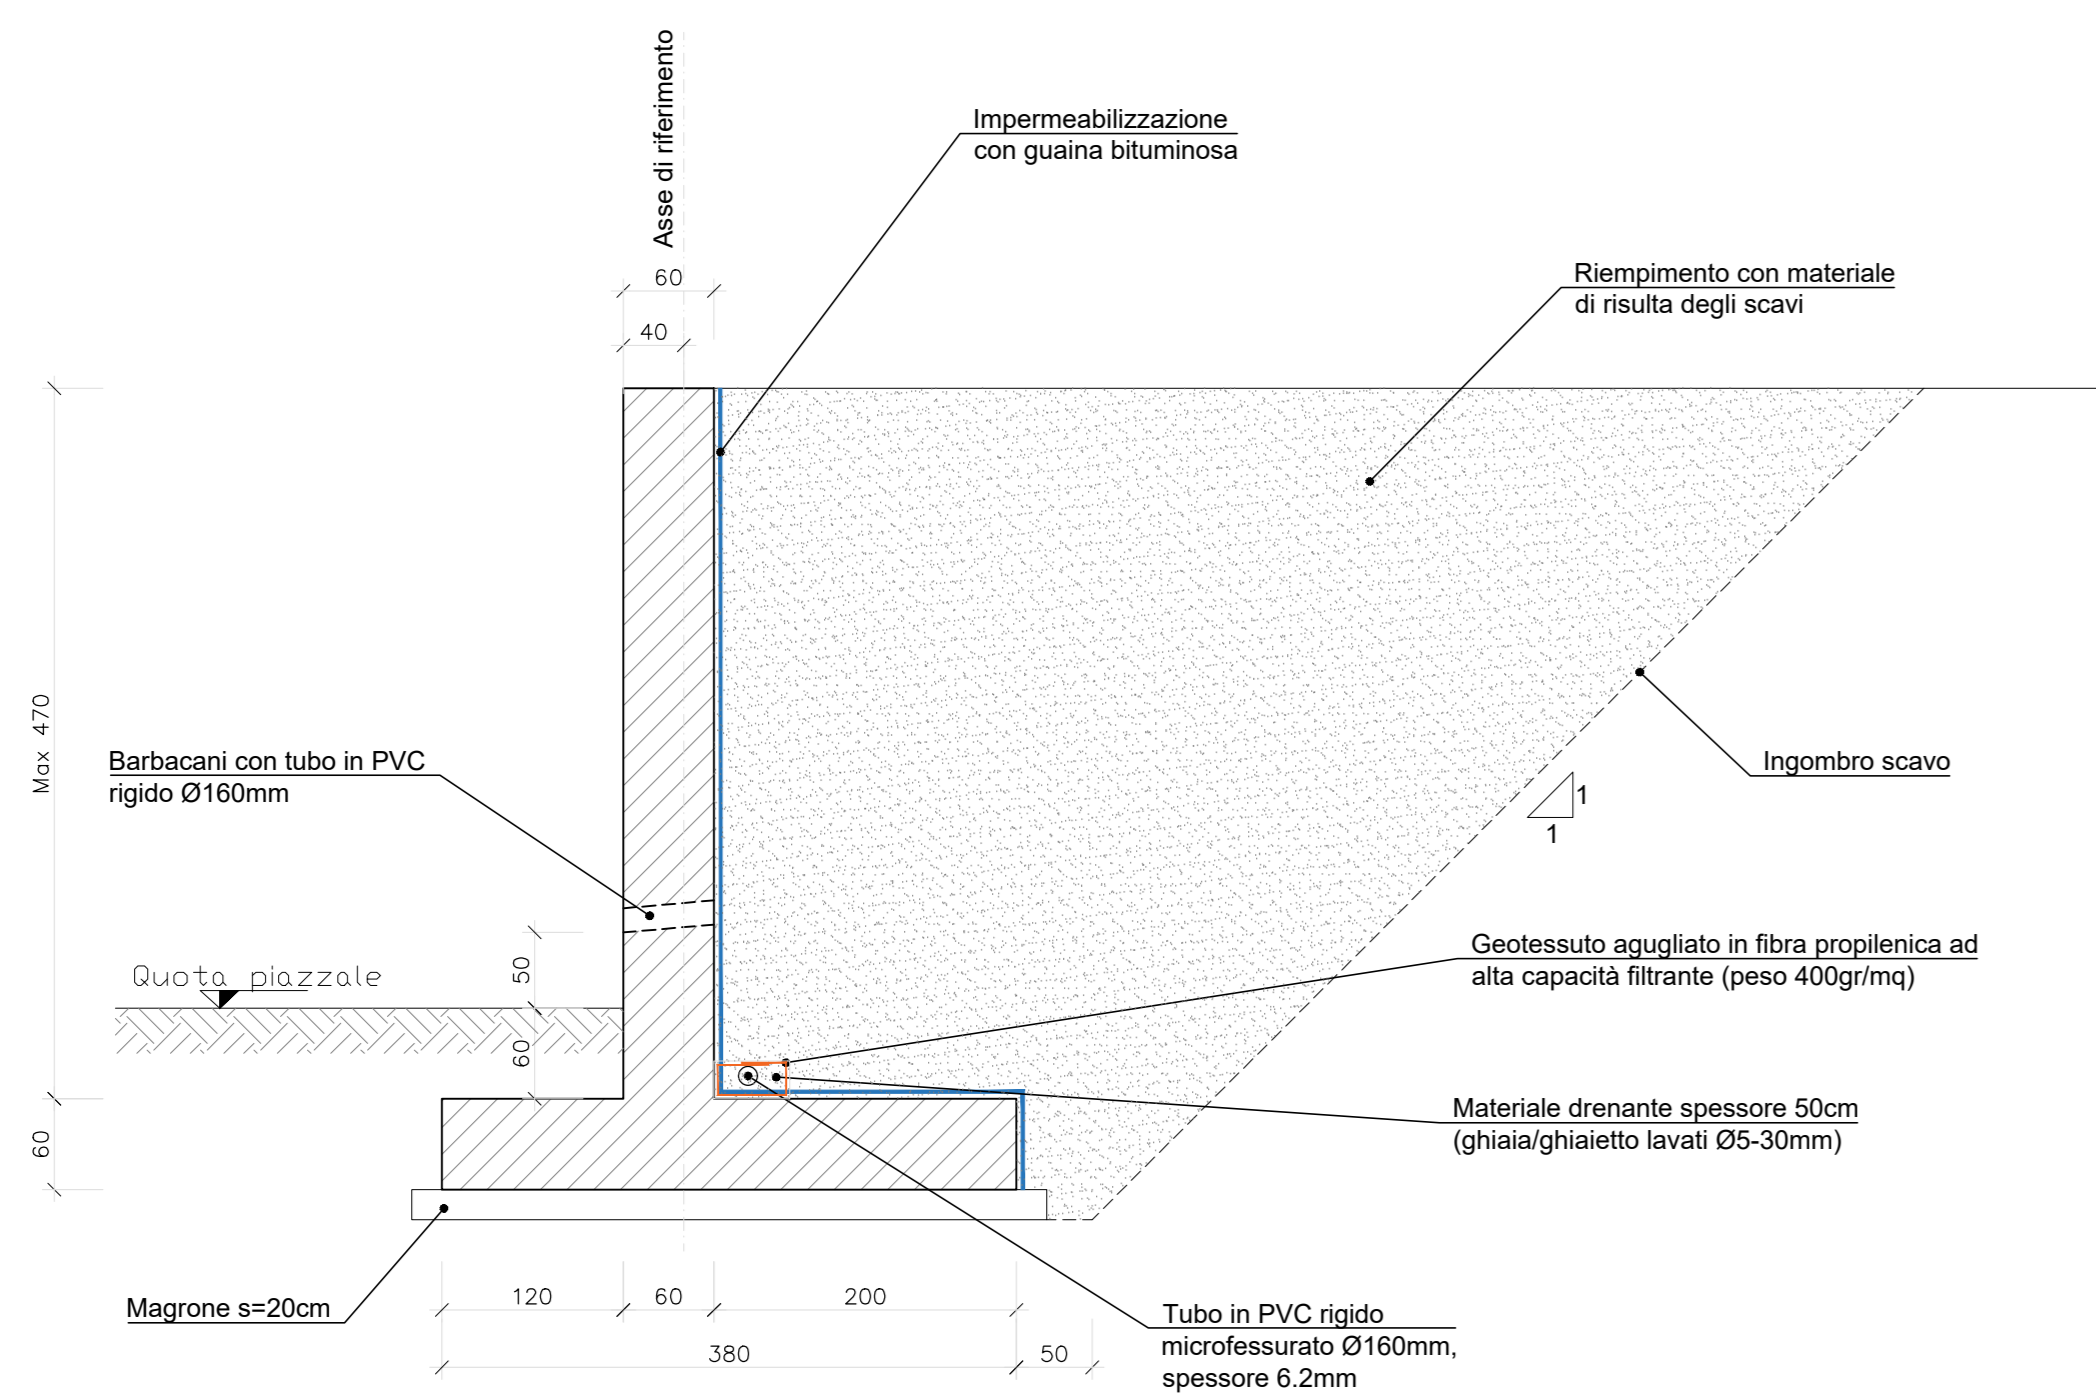 Asse di riferimento
Impermeabilizzazione
con guaina bituminosa
60
40
Riempimento con materiale
di risulta degli scavi
Max 470
Barbacani con tubo in PVC
rigido Ø160mm
Ingombro scavo
1
1
Quota piazzale
50
60
Geotessuto agugliato in fibra propilenica ad
alta capacità filtrante (peso 400gr/mq)
Materiale drenante spessore 50cm
(ghiaia/ghiaietto lavati Ø5-30mm)
60
Magrone s=20cm
120
60
200
380
50
Tubo in PVC rigido
microfessurato Ø160mm,
spessore 6.2mm